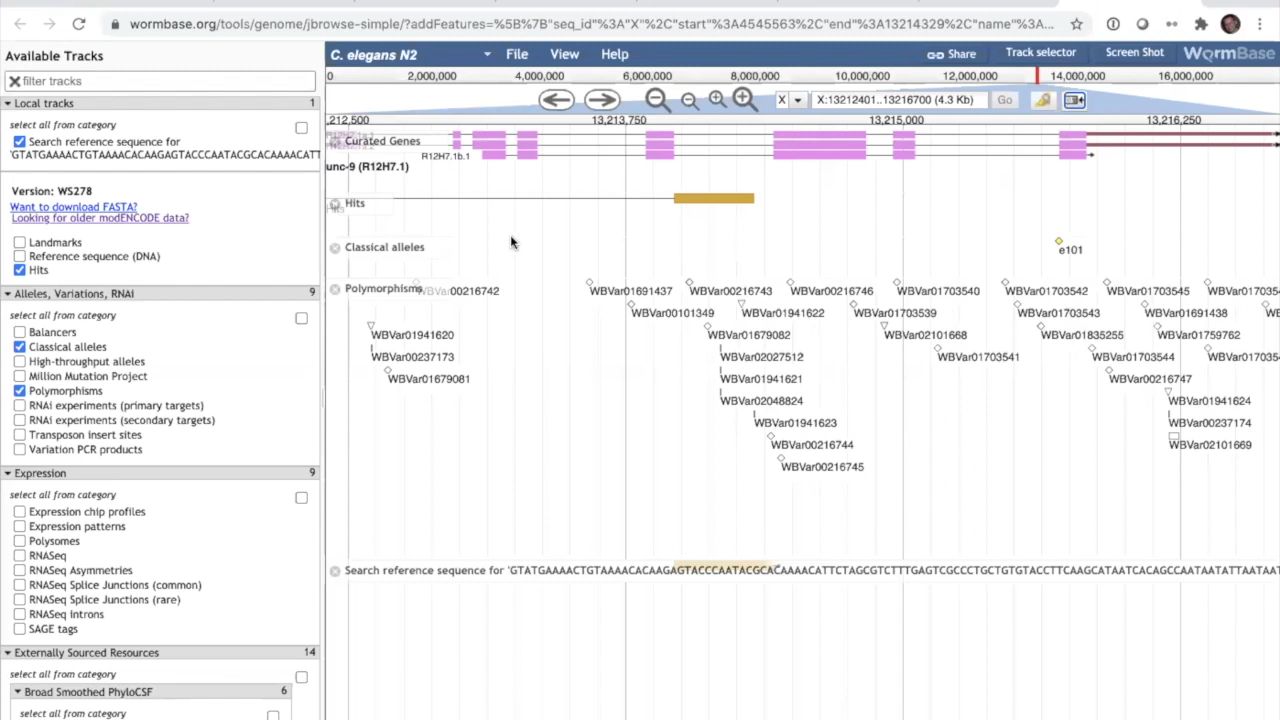 wormbase.org/tools/genome/jbrowse-simple/?addFeatures=%5B%7B"seq_id"%3A"X"%2C"start"%3A4545563%2C"end"%3A13214329%2C"name"%3A...
Available Tracks
filter tracks
Local tracks 1
select all from category
Search reference sequence for
'GTATGAAAACTGTAAAACACAAGAGTACCCAATACGCACAAAACATT
Version: WS278
Want to download FASTA?
Looking for older modENCODE data?
Landmarks
Reference sequence (DNA)
Hits
Alleles, Variations, RNAi 9
select all from category
Balancers
Classical alleles
High-throughput alleles
Million Mutation Project
Polymorphisms
RNAi experiments (primary targets)
RNAi experiments (secondary targets)
Transposon insert sites
Variation PCR products
Expression 9
select all from category
Expression chip profiles
Expression patterns
Polysomes
RNASeq
RNASeq Asymmetries
RNASeq Splice Junctions (common)
RNASeq Splice Junctions (rare)
RNASeq introns
SAGE tags
Externally Sourced Resources 14
select all from category
Broad Smoothed PhyloCSF 6
select all from category
C. elegans N2 File View Help Share Track selector Screen Shot WormBase
0 2,000,000 4,000,000 6,000,000 8,000,000 10,000,000 12,000,000 14,000,000 16,000,000
X X:13212401..13216700 (4.3 Kb) Go
,212,500 13,213,750 13,215,000 13,216,250
Curated Genes
R12H7.1b.1
unc-9 (R12H7.1)
Hits
Classical alleles
e101
Polymorphisms WBVar00216742 WBVar01691437 WBVar00216743 WBVar00216746 WBVar01703540 WBVar01703542 WBVar01703545 WBVar017035
WBVar00101349 WBVar01941622 WBVar01703539 WBVar01703543 WBVar01691438 WBVar0
WBVar01941620 WBVar01679082 WBVar02101668 WBVar01835255 WBVar01759762
WBVar00237173 WBVar02027512 WBVar01703541 WBVar01703544 WBVar017035
WBVar01679081 WBVar01941621 WBVar00216747
WBVar02048824 WBVar01941624
WBVar01941623 WBVar00237174
WBVar00216744 WBVar02101669
WBVar00216745
Search reference sequence for 'GTATGAAAACTGTAAAACACAAGAGTACCCAATACGCACAAAACATTCTAGCGTCTTTGAGTCGCCCTGCTGTGTACCTTCAAGCATAATCACAGCCAATAATATTAATAAT